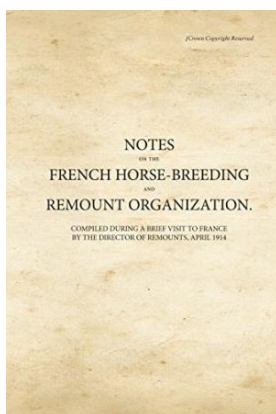 [Crown Copyright Reserved
NOTES
ON THE
FRENCH HORSE-BREEDING
AND
REMOUNT ORGANIZATION.
COMPILED DURING A BRIEF VISIT TO FRANCE
BY THE DIRECTOR OF REMOUNTS, APRIL 1914